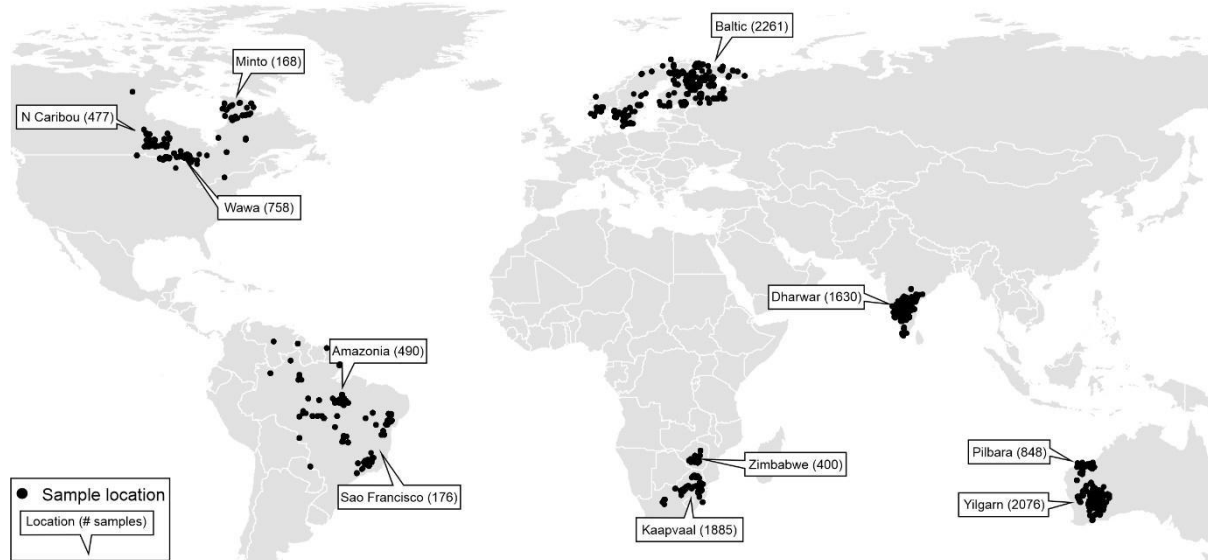 Baltic (2261)
Minto (168)
N Caribou (477)
Wawa (758)
Dharwar (1630)
Amazonia (490)
Pilbara (848)
Zimbabwe (400)
Sao Francisco (176)
Yilgarn (2076)
Kaapvaal (1885)
Sample location
Location (# samples)